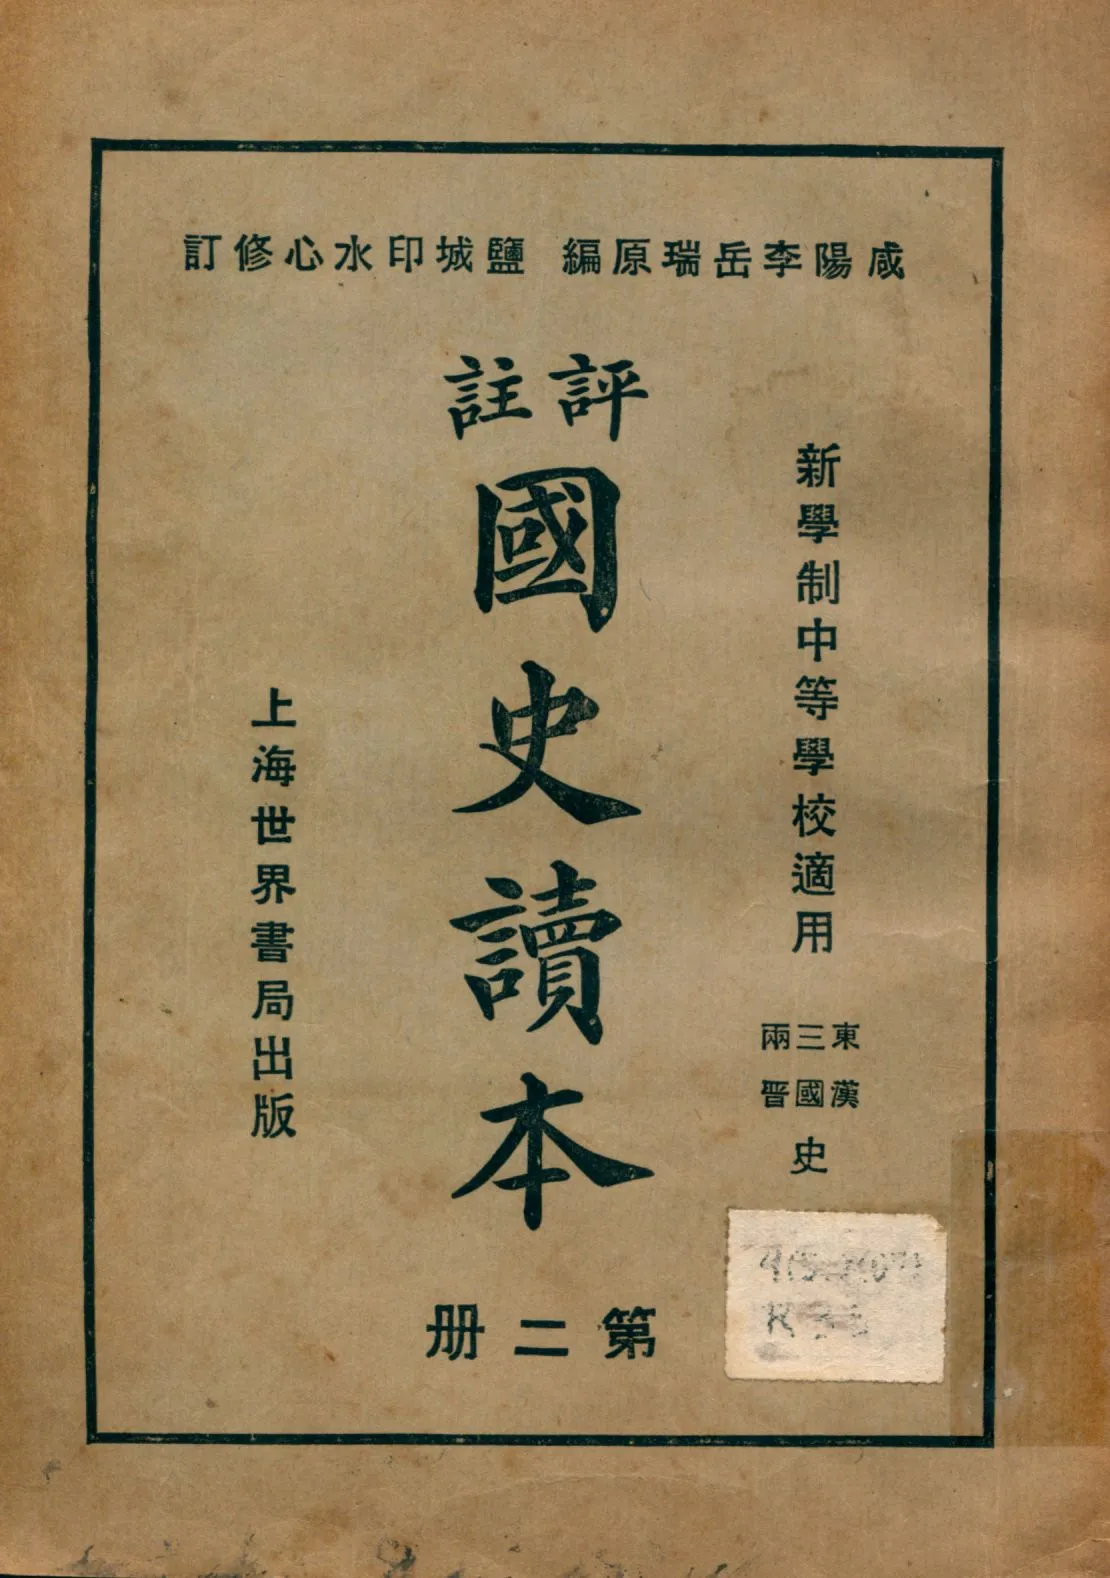 咸陽李岳瑞原編 鹽城印水心修訂
新學制中等學校適用
東漢
三國
兩晋
史
評註
國史讀本
第二册
上海世界書局出版